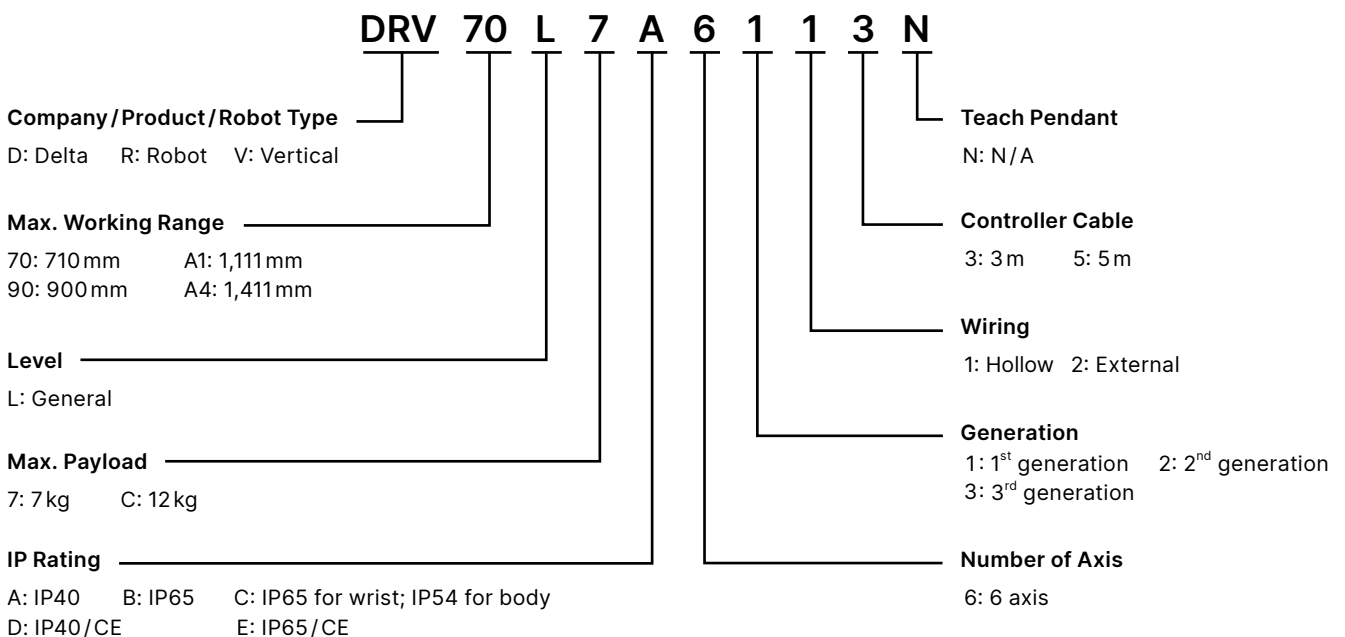 DRV 70 L 7 A 6 1 1 3 N
Company/Product/Robot Type
D: Delta R: Robot V: Vertical
Max. Working Range
70: 710 mm A1: 1,111 mm
90: 900 mm A4: 1,411 mm
Level
L: General
Max. Payload
7: 7 kg C: 12 kg
IP Rating
A: IP40 B: IP65 C: IP65 for wrist; IP54 for body
D: IP40/CE E: IP65/CE
Teach Pendant
N: N/A
Controller Cable
3: 3 m 5: 5 m
Wiring
1: Hollow 2: External
Generation
1: 1st generation 2: 2nd generation
3: 3rd generation
Number of Axis
6: 6 axis